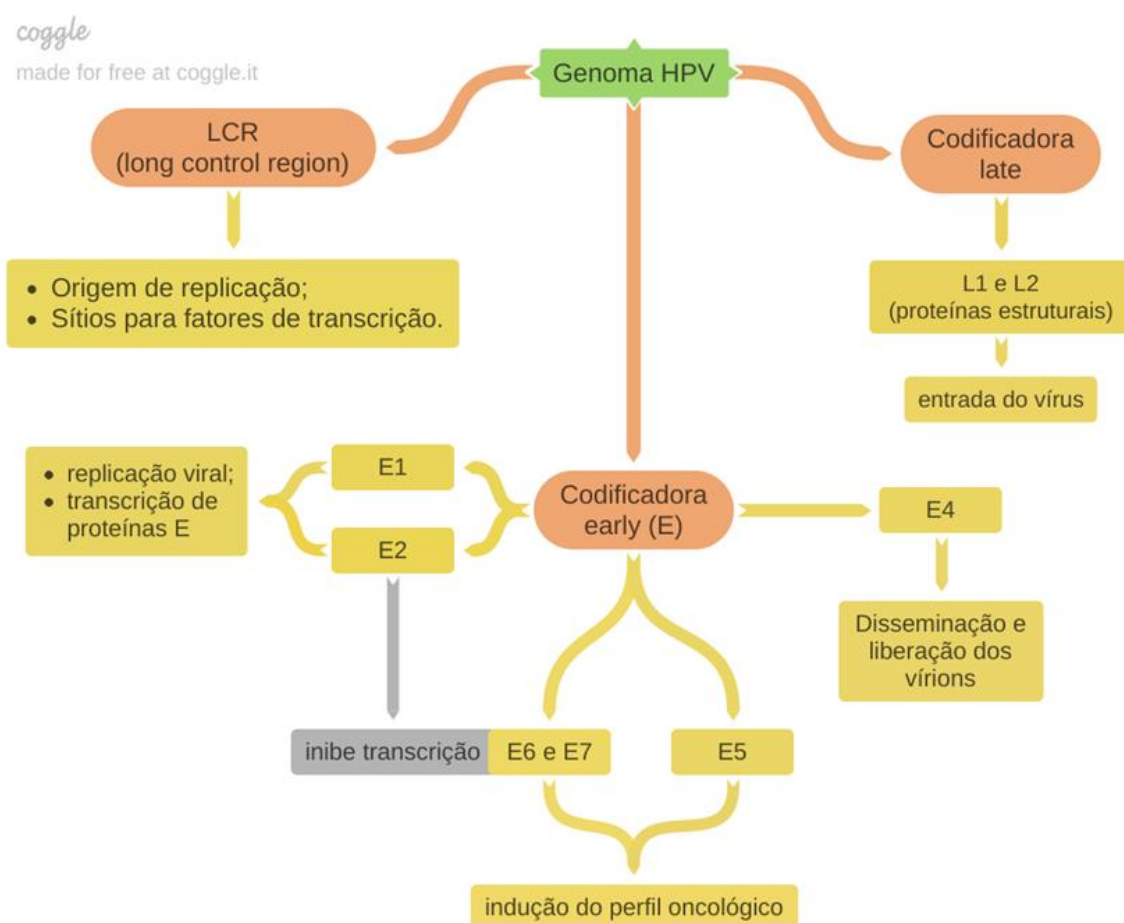 coggle
made for free at coggle.it
Genoma HPV
LCR
(long control region)
Codificadora
late
• Origem de replicação;
• Sítios para fatores de transcrição.
L1 e L2
(proteínas estruturais)
entrada do vírus
• replicação viral;
• transcrição de
proteínas E
E1
E2
Codificadora
early (E)
E4
Disseminação e
liberação dos
vírions
inibe transcrição
E6 e E7
E5
indução do perfil oncológico